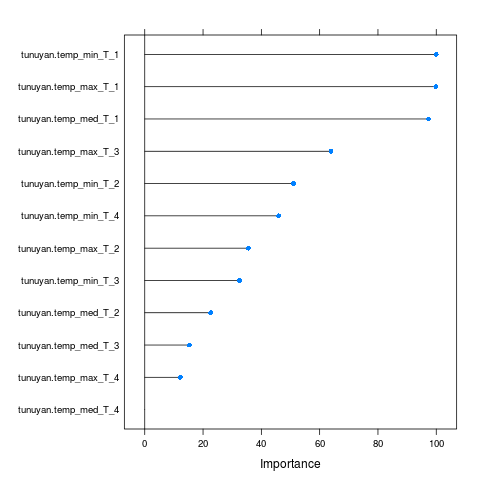 tunuyan.temp_min_T_1
tunuyan.temp_max_T_1
tunuyan.temp_med_T_1
tunuyan.temp_max_T_3
tunuyan.temp_min_T_2
tunuyan.temp_min_T_4
tunuyan.temp_max_T_2
tunuyan.temp_min_T_3
tunuyan.temp_med_T_2
tunuyan.temp_med_T_3
tunuyan.temp_max_T_4
tunuyan.temp_med_T_4
0 20 40 60 80 100
Importance